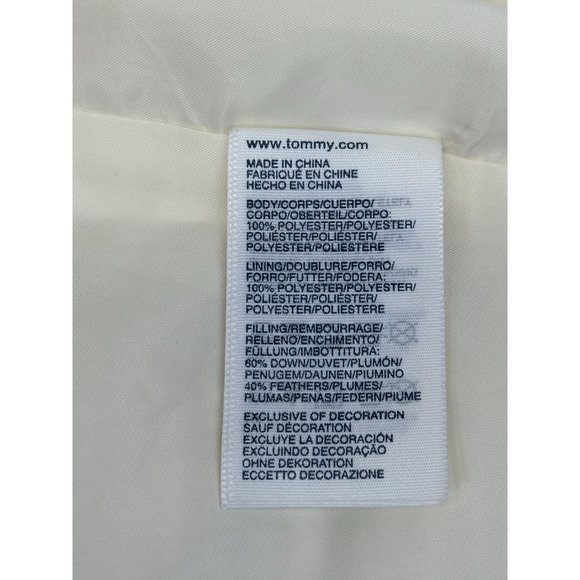 www.tommy.com
MADE IN CHINA
FABRIQUÉ EN CHINE
HECHO EN CHINA
BODY/CORPS/CUERPO/
CORPO/OBERTEIL/CORPO:
100% POLYESTER/POLYESTER/
POLIÉSTER/POLIÉSTER/
POLYESTER/POLIESTERE
LINING/DOUBLURE/FORRO/
FORRO/FUTTER/FODERA:
100% POLYESTER/POLYESTER/
POLIÉSTER/POLIÉSTER/
POLYESTER/POLIESTERE
FILLING/REMBOURRAGE/
RELLENO/ENCHIMENTO/
FÜLLUNG/IMBOTTITURA:
60% DOWN/DUVET/PLUMÓN/
PENUGEM/DAUNEN/PIUMINO
40% FEATHERS/PLUMES/
PLUMAS/PENAS/FEDERN/PIUME
EXCLUSIVE OF DECORATION
SAUF DÉCORATION
EXCLUYE LA DECORACIÓN
EXCLUINDO DECORAÇÃO
OHNE DEKORATION
ECCETTO DECORAZIONE